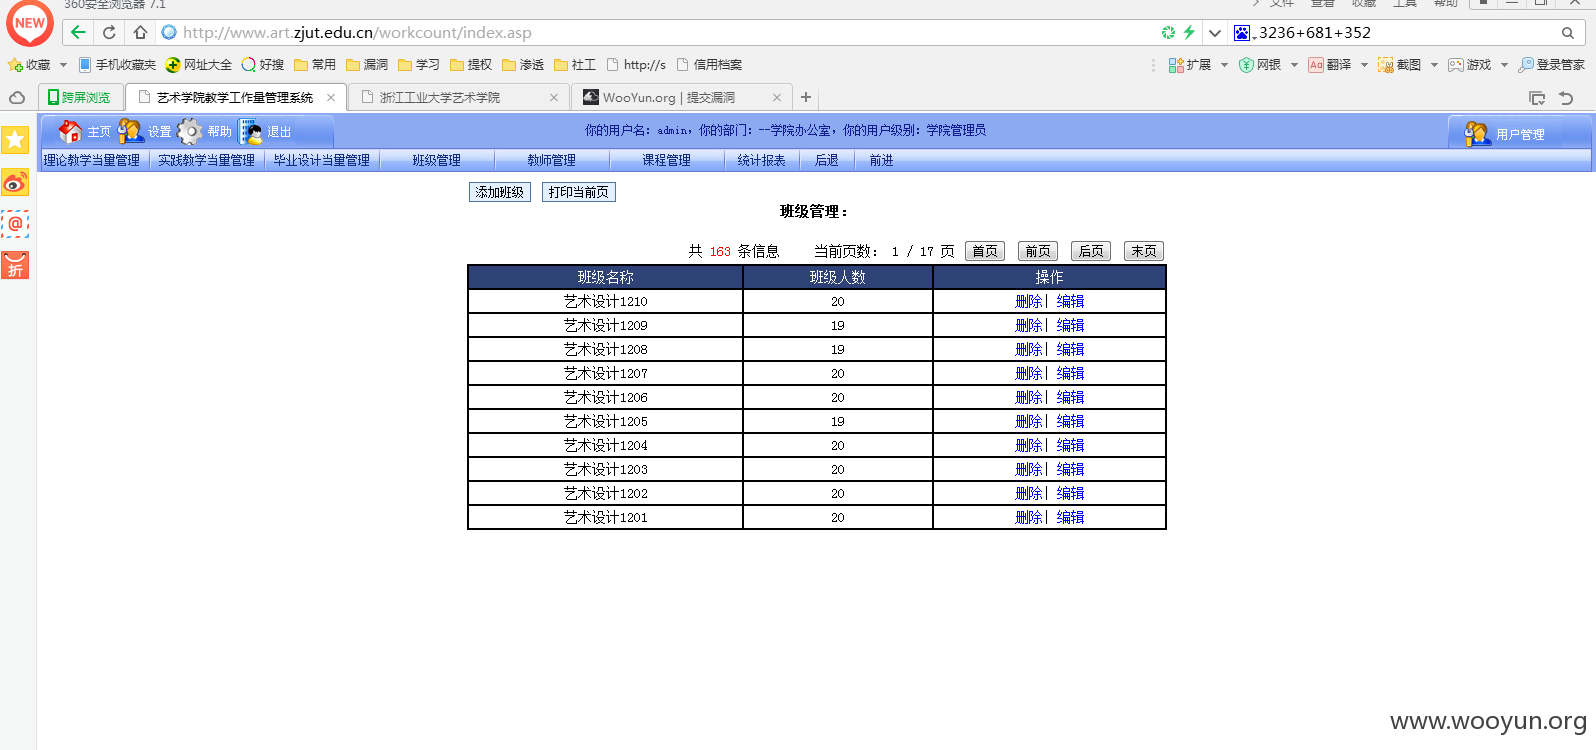 360安全浏览器 7.1
文件 查看 收藏 工具 帮助
NEW
http://www.art.zjut.edu.cn/workcount/index.asp
3236+681+352
收藏 手机收藏夹 网址大全 好搜 常用 漏洞 学习 提权 渗透 社工 http://s 信用档案
扩展 网银 Aa 翻译 截图 游戏 登录管家
跨屏浏览 艺术学院教学工作量管理系统 浙江工业大学艺术学院 WooYun.org | 提交漏洞
主页 设置 帮助 退出
你的用户名: admin, 你的部门: --学院办公室, 你的用户级别: 学院管理员
用户管理
理论教学当量管理 实践教学当量管理 毕业设计当量管理 班级管理 教师管理 课程管理 统计报表 后退 前进
添加班级 打印当前页
班级管理:
共 163 条信息 当前页数: 1 / 17 页 首页 前页 后页 末页
班级名称 班级人数 操作
艺术设计1210 20 删除| 编辑
艺术设计1209 19 删除| 编辑
艺术设计1208 19 删除| 编辑
艺术设计1207 20 删除| 编辑
艺术设计1206 20 删除| 编辑
艺术设计1205 19 删除| 编辑
艺术设计1204 20 删除| 编辑
艺术设计1203 20 删除| 编辑
艺术设计1202 20 删除| 编辑
艺术设计1201 20 删除| 编辑
@
折
www.wooyun.org